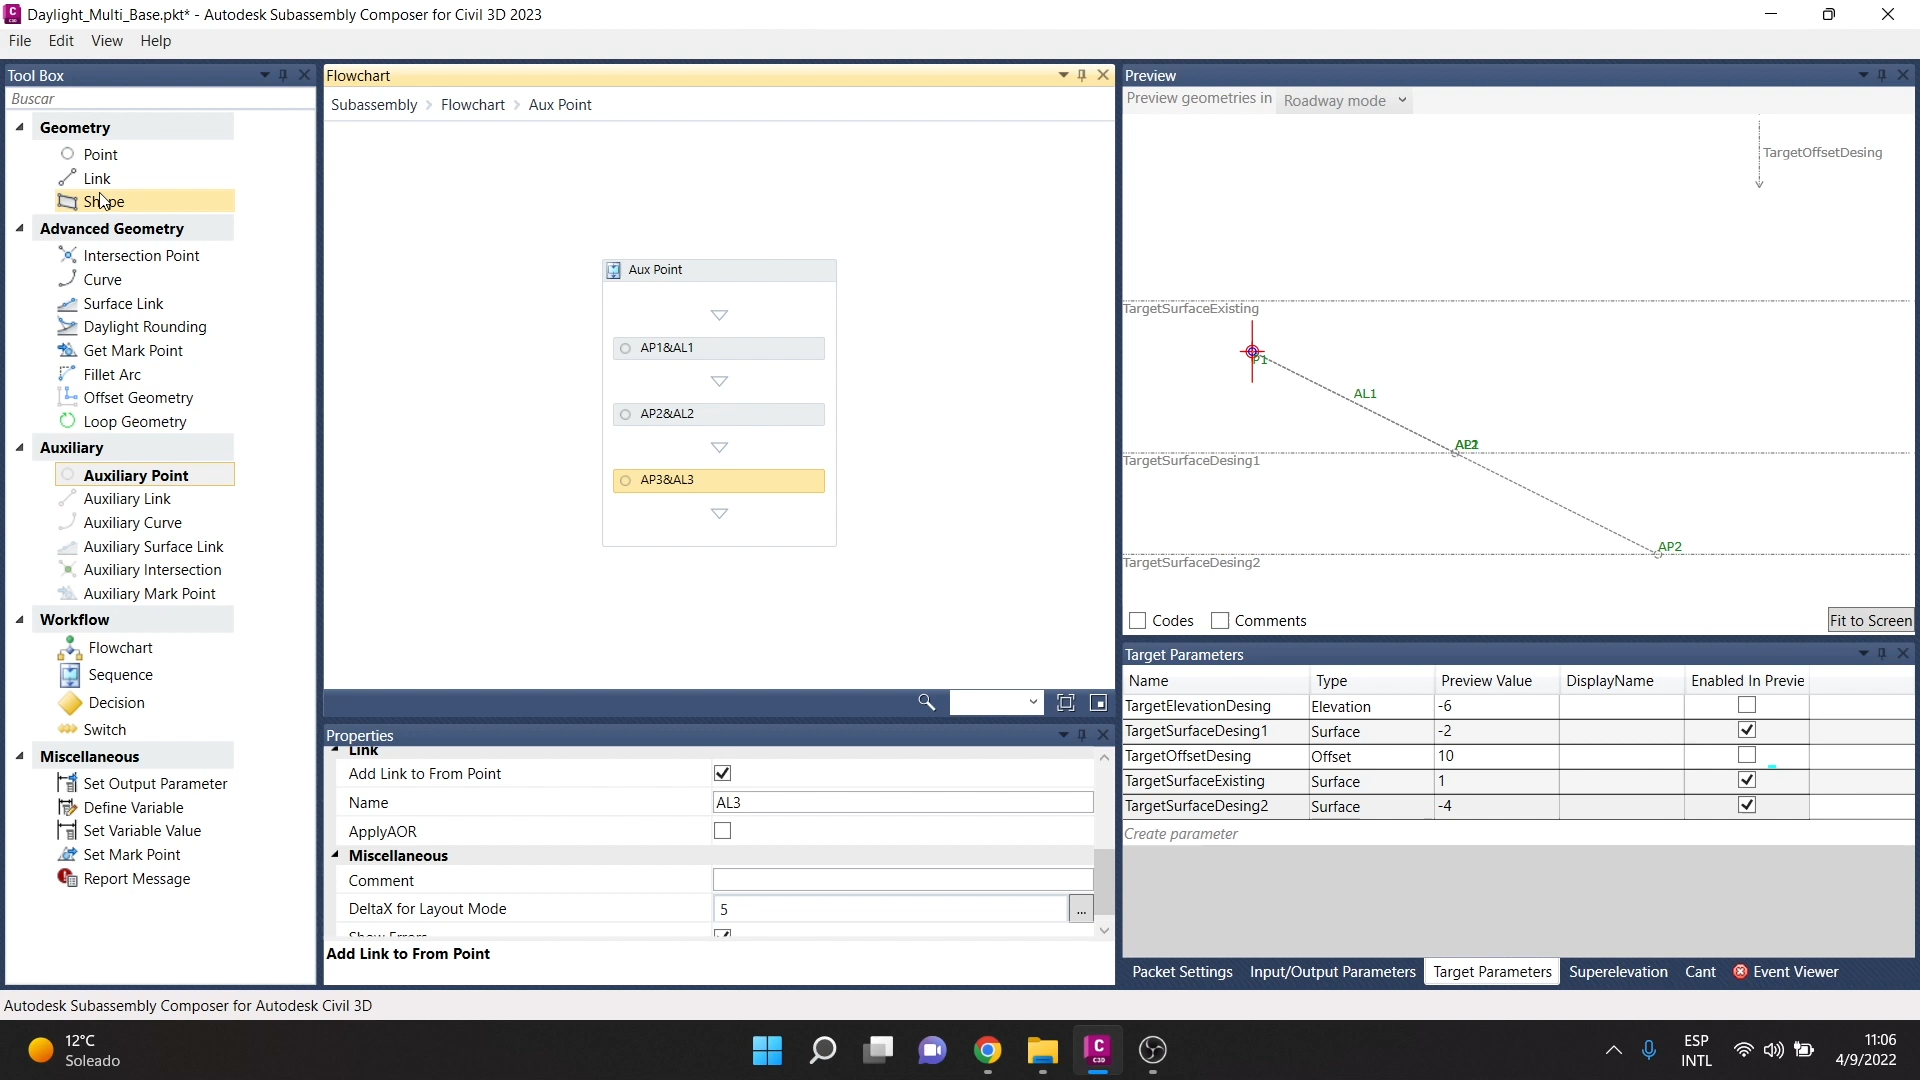 Daylight_Multi_Base.pkt* - Autodesk Subassembly Composer for Civil 3D 2023
File Edit View Help
Tool Box
Buscar
Geometry
Point
Link
Shape
Advanced Geometry
Intersection Point
Curve
Surface Link
Daylight Rounding
Get Mark Point
Fillet Arc
Offset Geometry
Loop Geometry
Auxiliary
Auxiliary Point
Auxiliary Link
Auxiliary Curve
Auxiliary Surface Link
Auxiliary Intersection
Auxiliary Mark Point
Workflow
Flowchart
Sequence
Decision
Switch
Miscellaneous
Set Output Parameter
Define Variable
Set Variable Value
Set Mark Point
Report Message
Flowchart
Subassembly Flowchart Aux Point
Aux Point
AP1&AL1
AP2&AL2
AP3&AL3
Properties
Link
Add Link to From Point
Name AL3
ApplyAOR
Miscellaneous
Comment
DeltaX for Layout Mode 5 ...
Show Errors
Add Link to From Point
Preview
Preview geometries in Roadway mode
TargetOffsetDesing
TargetSurfaceExisting
P1
AL1
TargetSurfaceDesing1
AP2
TargetSurfaceDesing2
Codes Comments Fit to Screen
Target Parameters
Name Type Preview Value DisplayName Enabled In Previe
TargetElevationDesing Elevation -6
TargetSurfaceDesing1 Surface -2
TargetOffsetDesing Offset 10
TargetSurfaceExisting Surface 1
TargetSurfaceDesing2 Surface -4
Create parameter
Packet Settings Input/Output Parameters Target Parameters Superelevation Cant Event Viewer
Autodesk Subassembly Composer for Autodesk Civil 3D
12°C
Soleado
C
C3D
ESP
INTL
11:06
4/9/2022